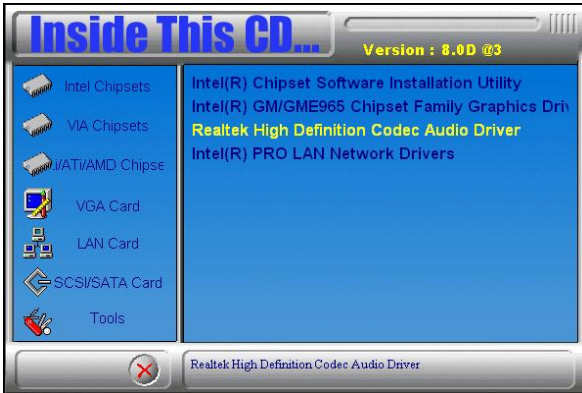 Inside This CD...
Version : 8.0D @3
Intel Chipsets
VIA Chipsets
i/ATi/AMD Chipse
VGA Card
LAN Card
SCSI/SATA Card
Tools
Intel(R) Chipset Software Installation Utility
Intel(R) GM/GME965 Chipset Family Graphics Driv
Realtek High Definition Codec Audio Driver
Intel(R) PRO LAN Network Drivers
Realtek High Definition Codec Audio Driver